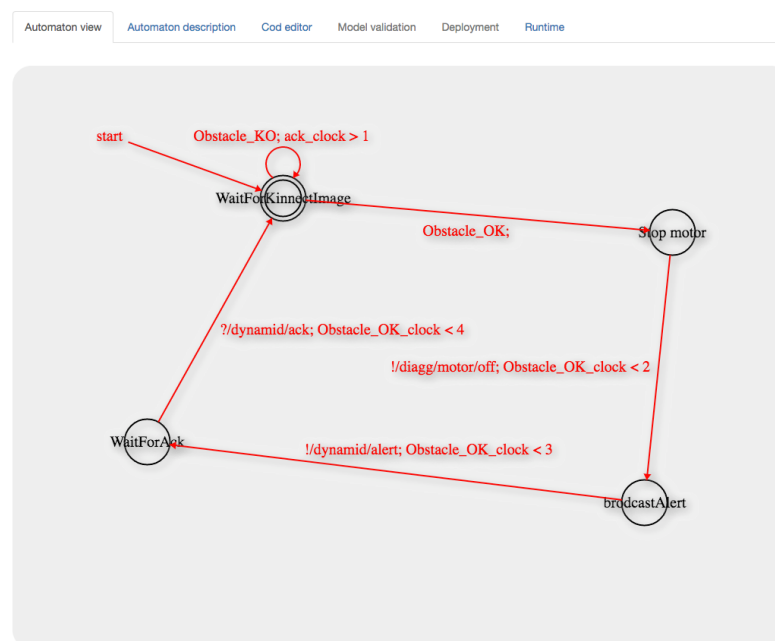 Automaton view Automaton description Cod editor Model validation Deployment Runtime
start Obstacle_KO; ack_clock > 1
WaitForKinnectImage
Obstacle_OK; Stop motor
?/dynamid/ack; Obstacle_OK_clock < 4
!/diagg/motor/off; Obstacle_OK_clock < 2
WaitForAck !/dynamid/alert; Obstacle_OK_clock < 3
brodcastAlert